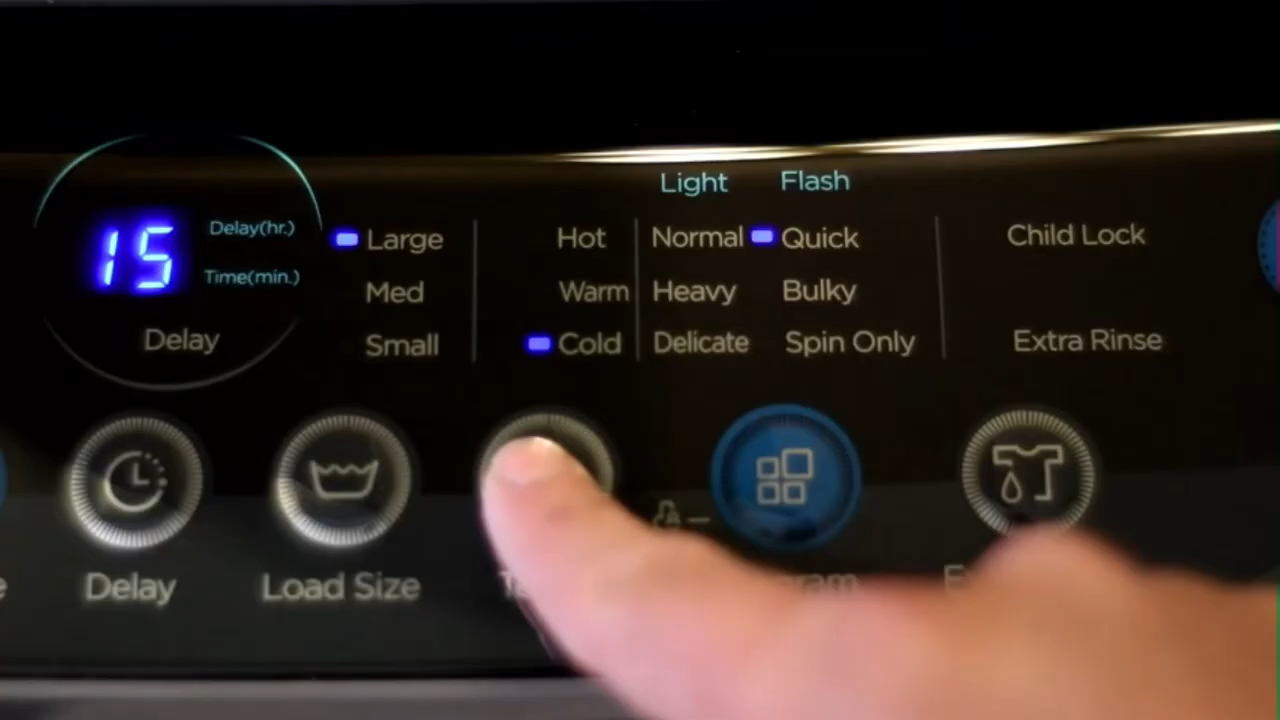 Light Flash
15 Delay(hr.) Large Hot Normal Quick Child Lock
Time(min.) Med Warm Heavy Bulky
Delay Small Cold Delicate Spin Only Extra Rinse
Delay Load Size